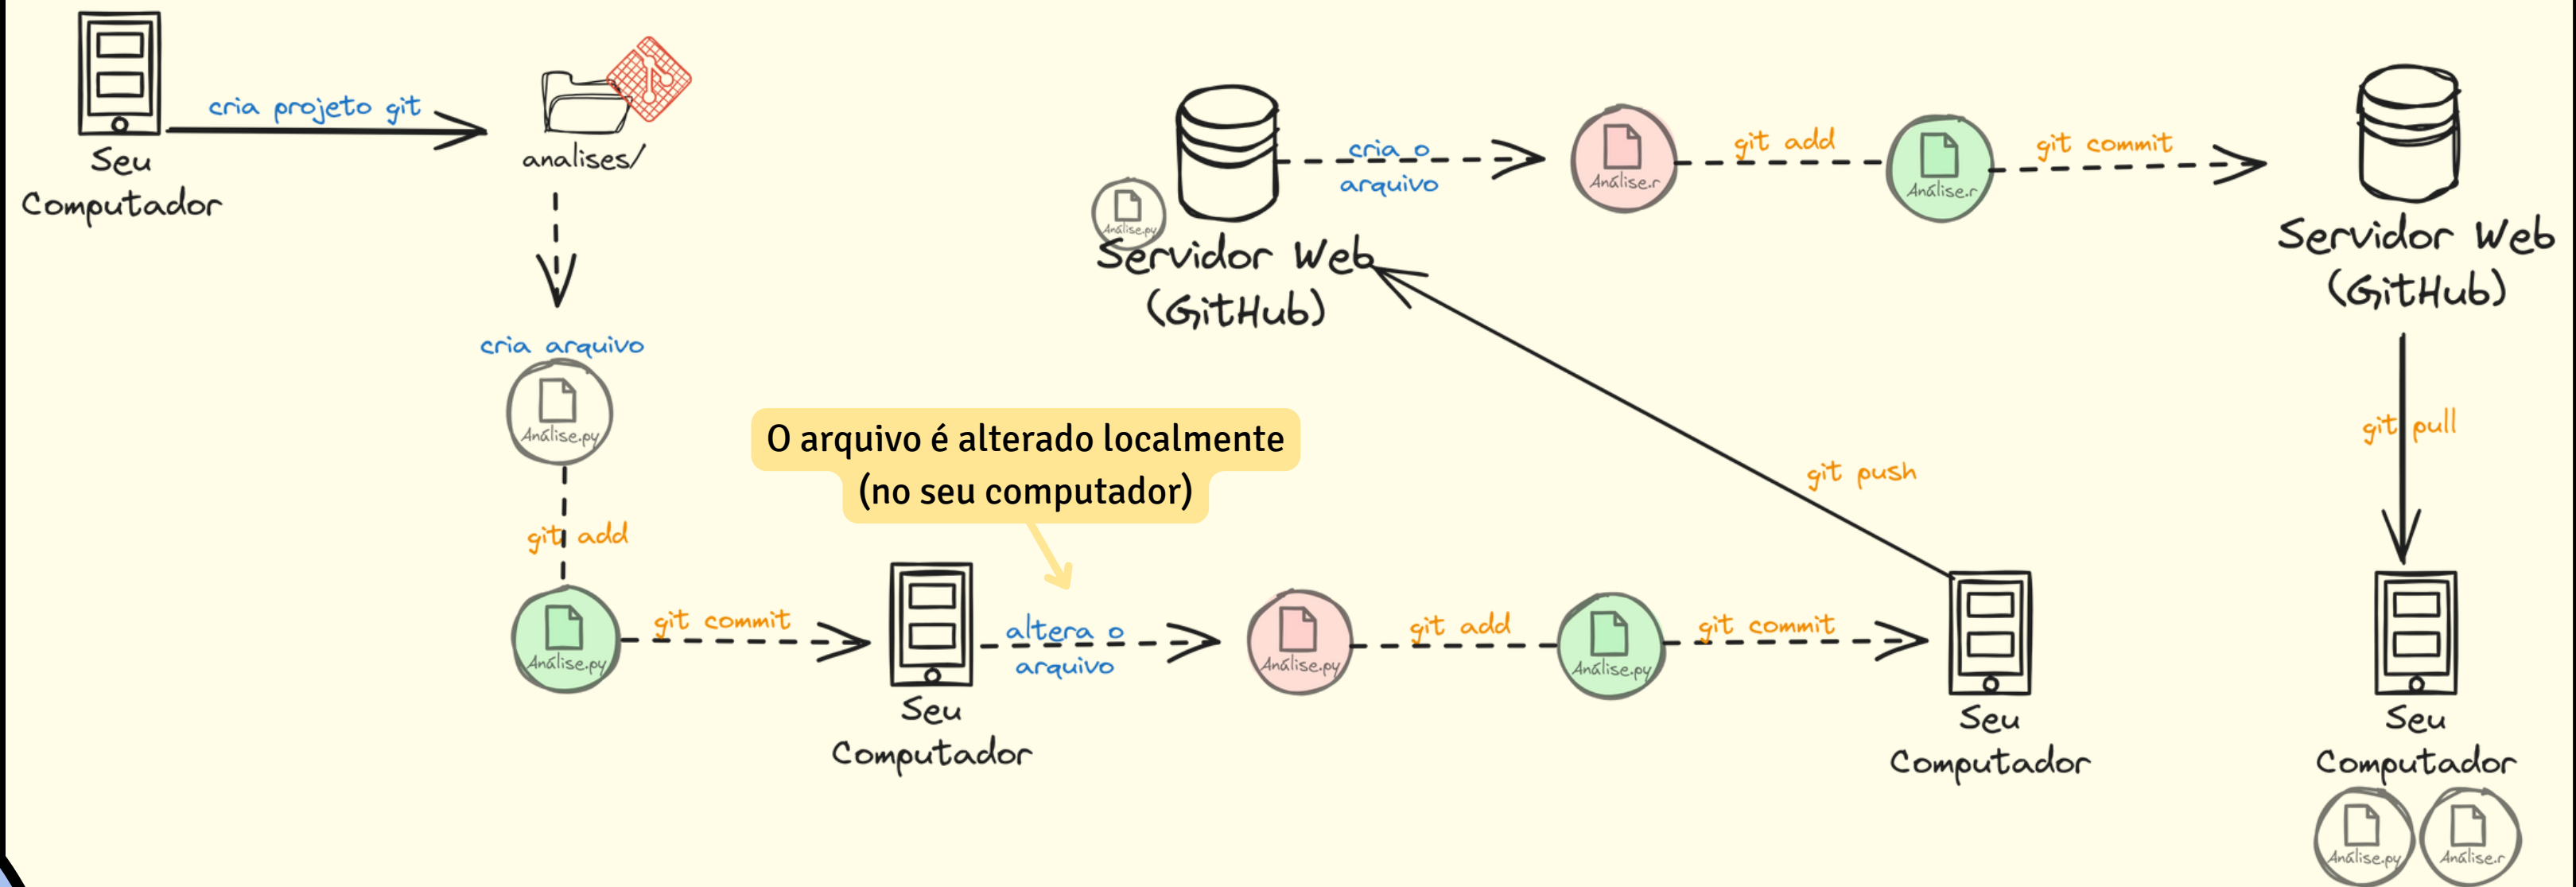 cria projeto git
Seu
Computador
analises/
cria arquivo
Análise.py
git add
Análise.py
git commit
Seu
Computador
O arquivo é alterado localmente
(no seu computador)
altera o
arquivo
Análise.py
git add
Análise.py
git commit
Seu
Computador
git push
Análise.py
Servidor Web
(GitHub)
cria o
arquivo
Análise.r
git add
Análise.r
git commit
Servidor Web
(GitHub)
git pull
Seu
Computador
Análise.py
Análise.r